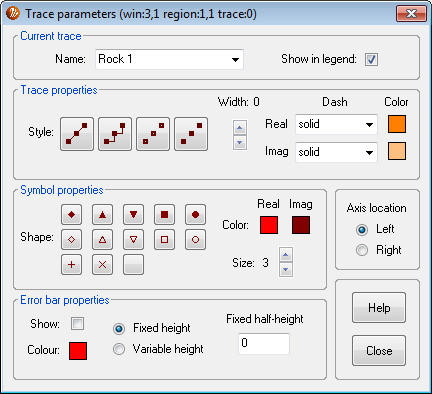 Trace parameters (win:3,1 region:1,1 trace:0)
Current trace
Name: Rock 1 Show in legend:
Trace properties
Width: 0 Dash Color
Style: Real solid
Imag solid
Symbol properties
Real Imag
Shape: Color:
Size: 3
Axis location
Left
Right
Error bar properties
Show: Fixed height Fixed half-height
Colour: Variable height 0
Help
Close